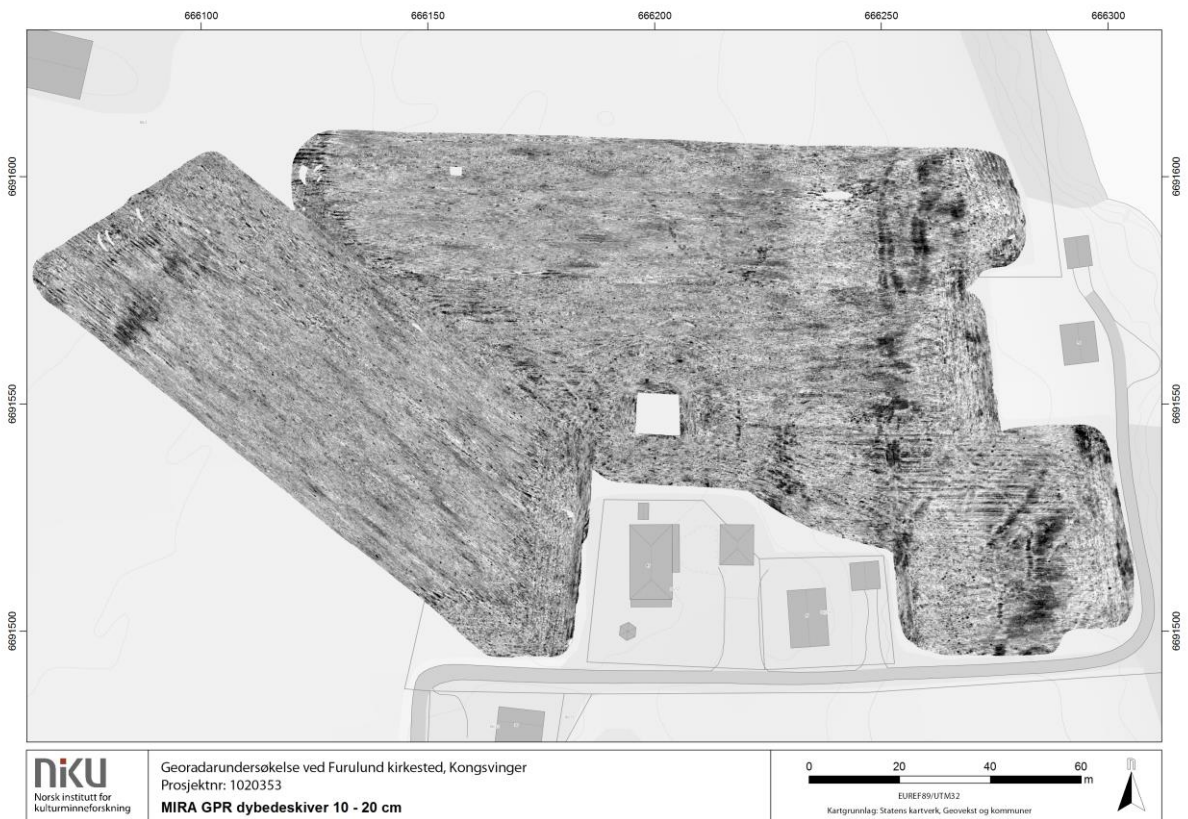 666100 666150 666200 666250 666300
6691600 6691600
6691550 6691550
6691500 6691500
niku
Norsk institutt for
kulturminneforskning
Georadarundersøkelse ved Furulund kirkested, Kongsvinger
Prosjektnr: 1020353
MIRA GPR dybedeskiver 10 - 20 cm
0 20 40 60
m
EUREF89/UTM32
Kartgrunnlag: Statens kartverk, Geovekst og kommuner
n